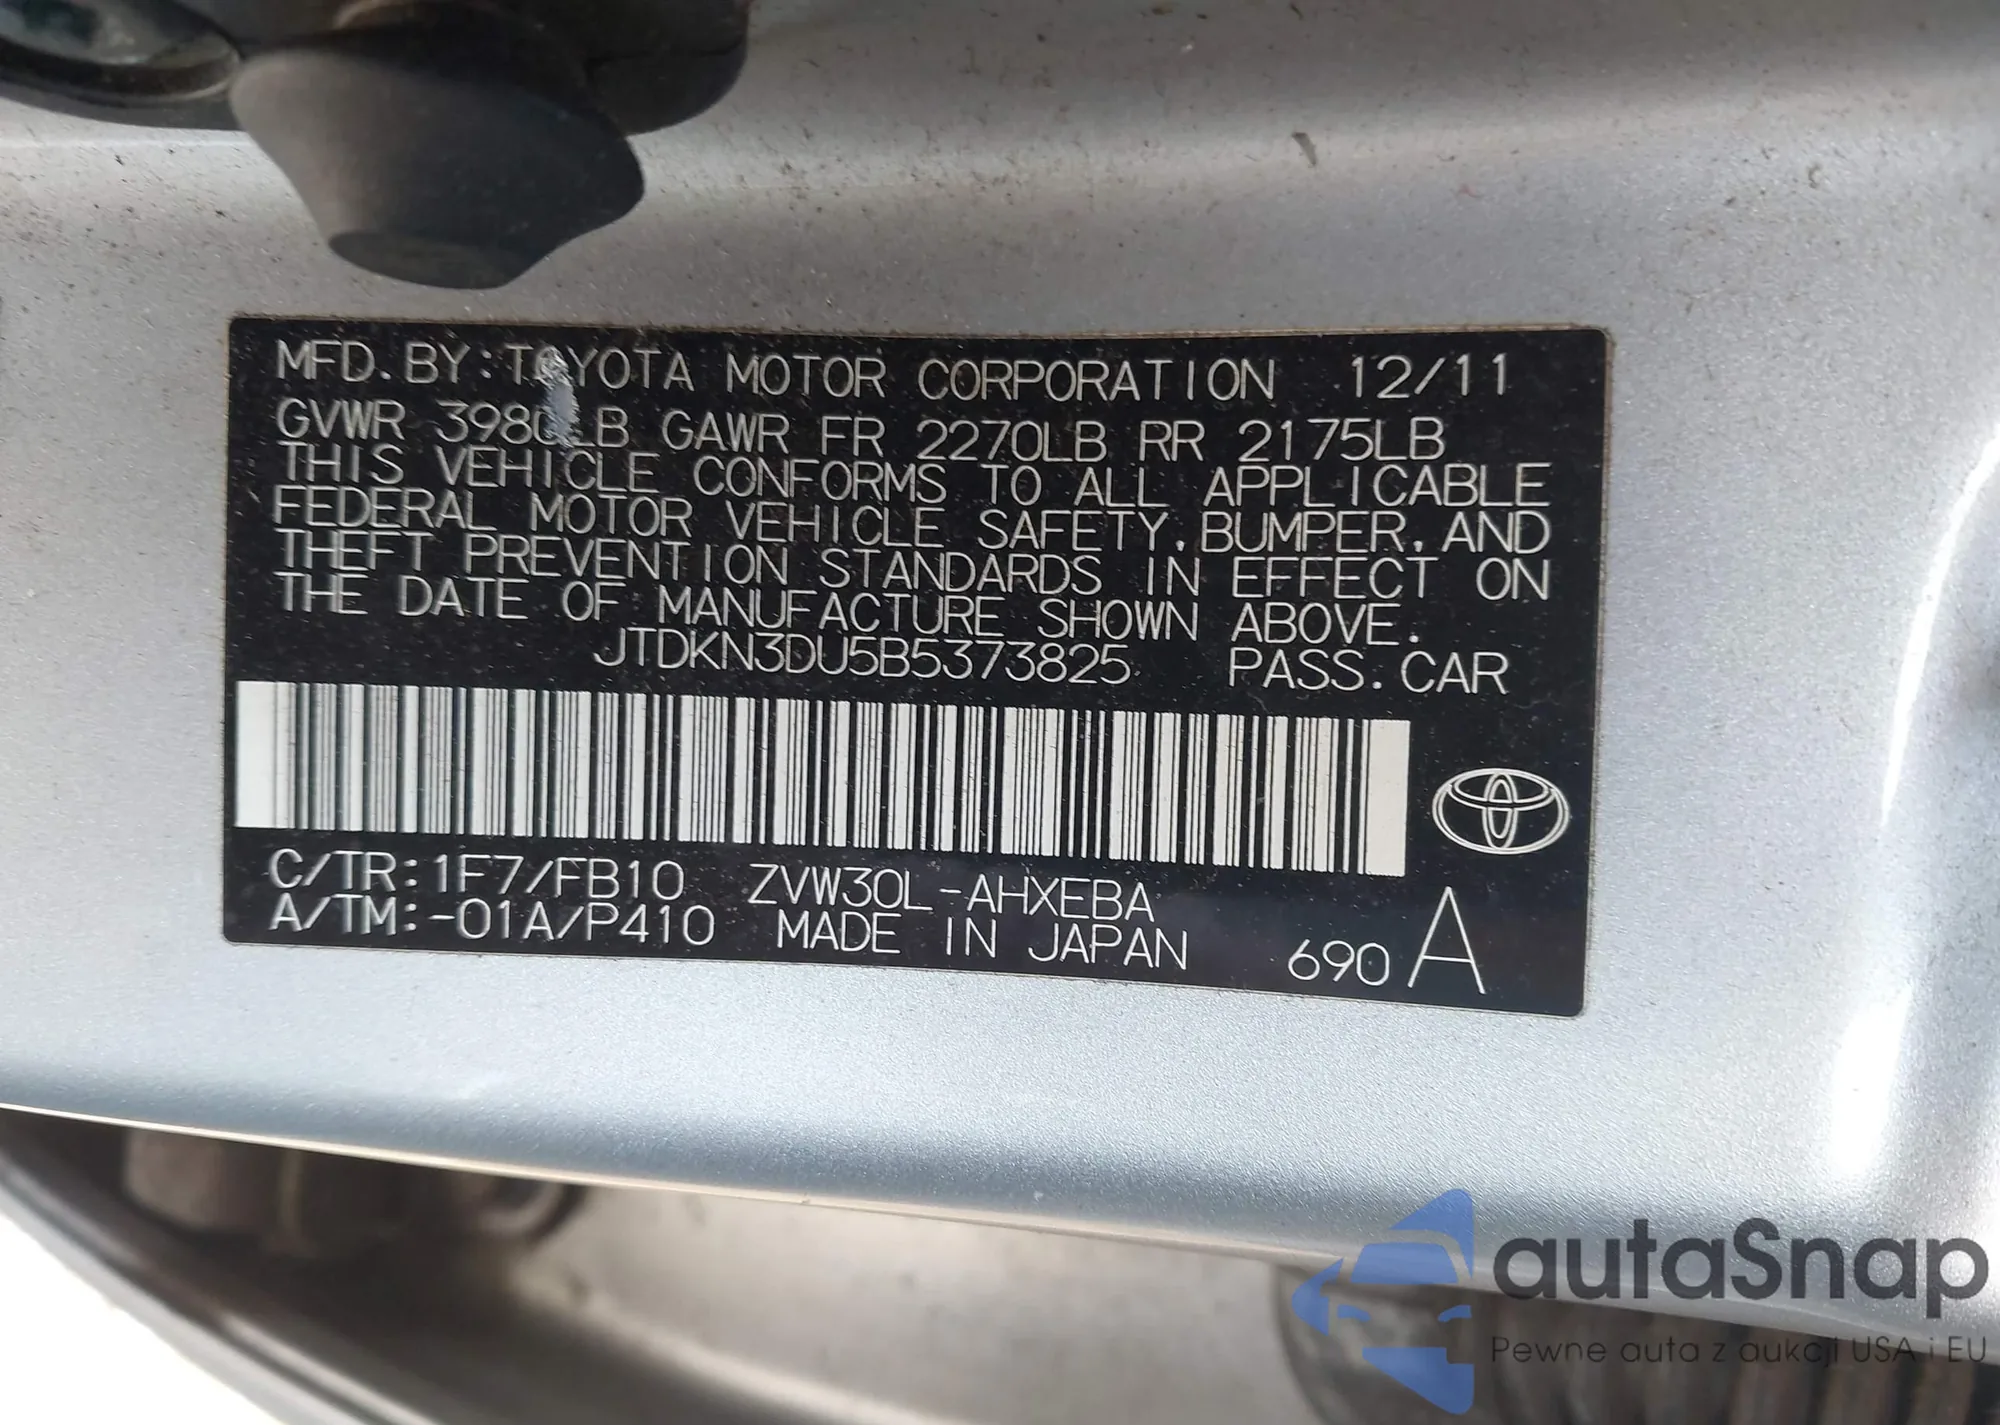 MFD. BY: TOYOTA MOTOR CORPORATION 12/11
GVWR 3980LB GAWR FR 2270LB RR 2175LB
THIS VEHICLE CONFORMS TO ALL APPLICABLE
FEDERAL MOTOR VEHICLE SAFETY, BUMPER, AND
THEFT PREVENTION STANDARDS IN EFFECT ON
THE DATE OF MANUFACTURE SHOWN ABOVE.
JTDKN3DU5B5373825 PASS. CAR
C/TR: 1F7/FB10 ZVW30L-AHXEBA
A/TM: -01A/P410 MADE IN JAPAN 690 A
autaSnap
Pewne auta z aukcji USA i EU